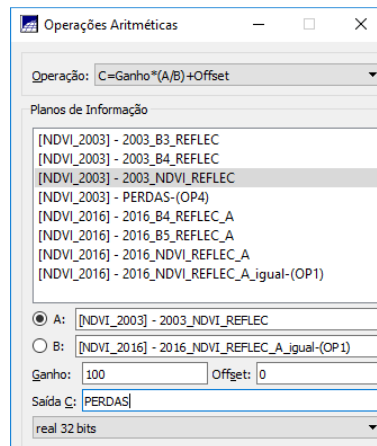 Operações Aritméticas
Operação: C=Ganho*(A/B)+Offset
Planos de Informação
[NDVI_2003] - 2003_B3_REFLEC
[NDVI_2003] - 2003_B4_REFLEC
[NDVI_2003] - 2003_NDVI_REFLEC
[NDVI_2003] - PERDAS-(OP4)
[NDVI_2016] - 2016_B4_REFLEC_A
[NDVI_2016] - 2016_B5_REFLEC_A
[NDVI_2016] - 2016_NDVI_REFLEC_A
[NDVI_2016] - 2016_NDVI_REFLEC_A_igual-(OP1)
A: [NDVI_2003] - 2003_NDVI_REFLEC
B: [NDVI_2016] - 2016_NDVI_REFLEC_A_igual-(OP1)
Ganho: 100 Offset: 0
Saída C: PERDAS
real 32 bits